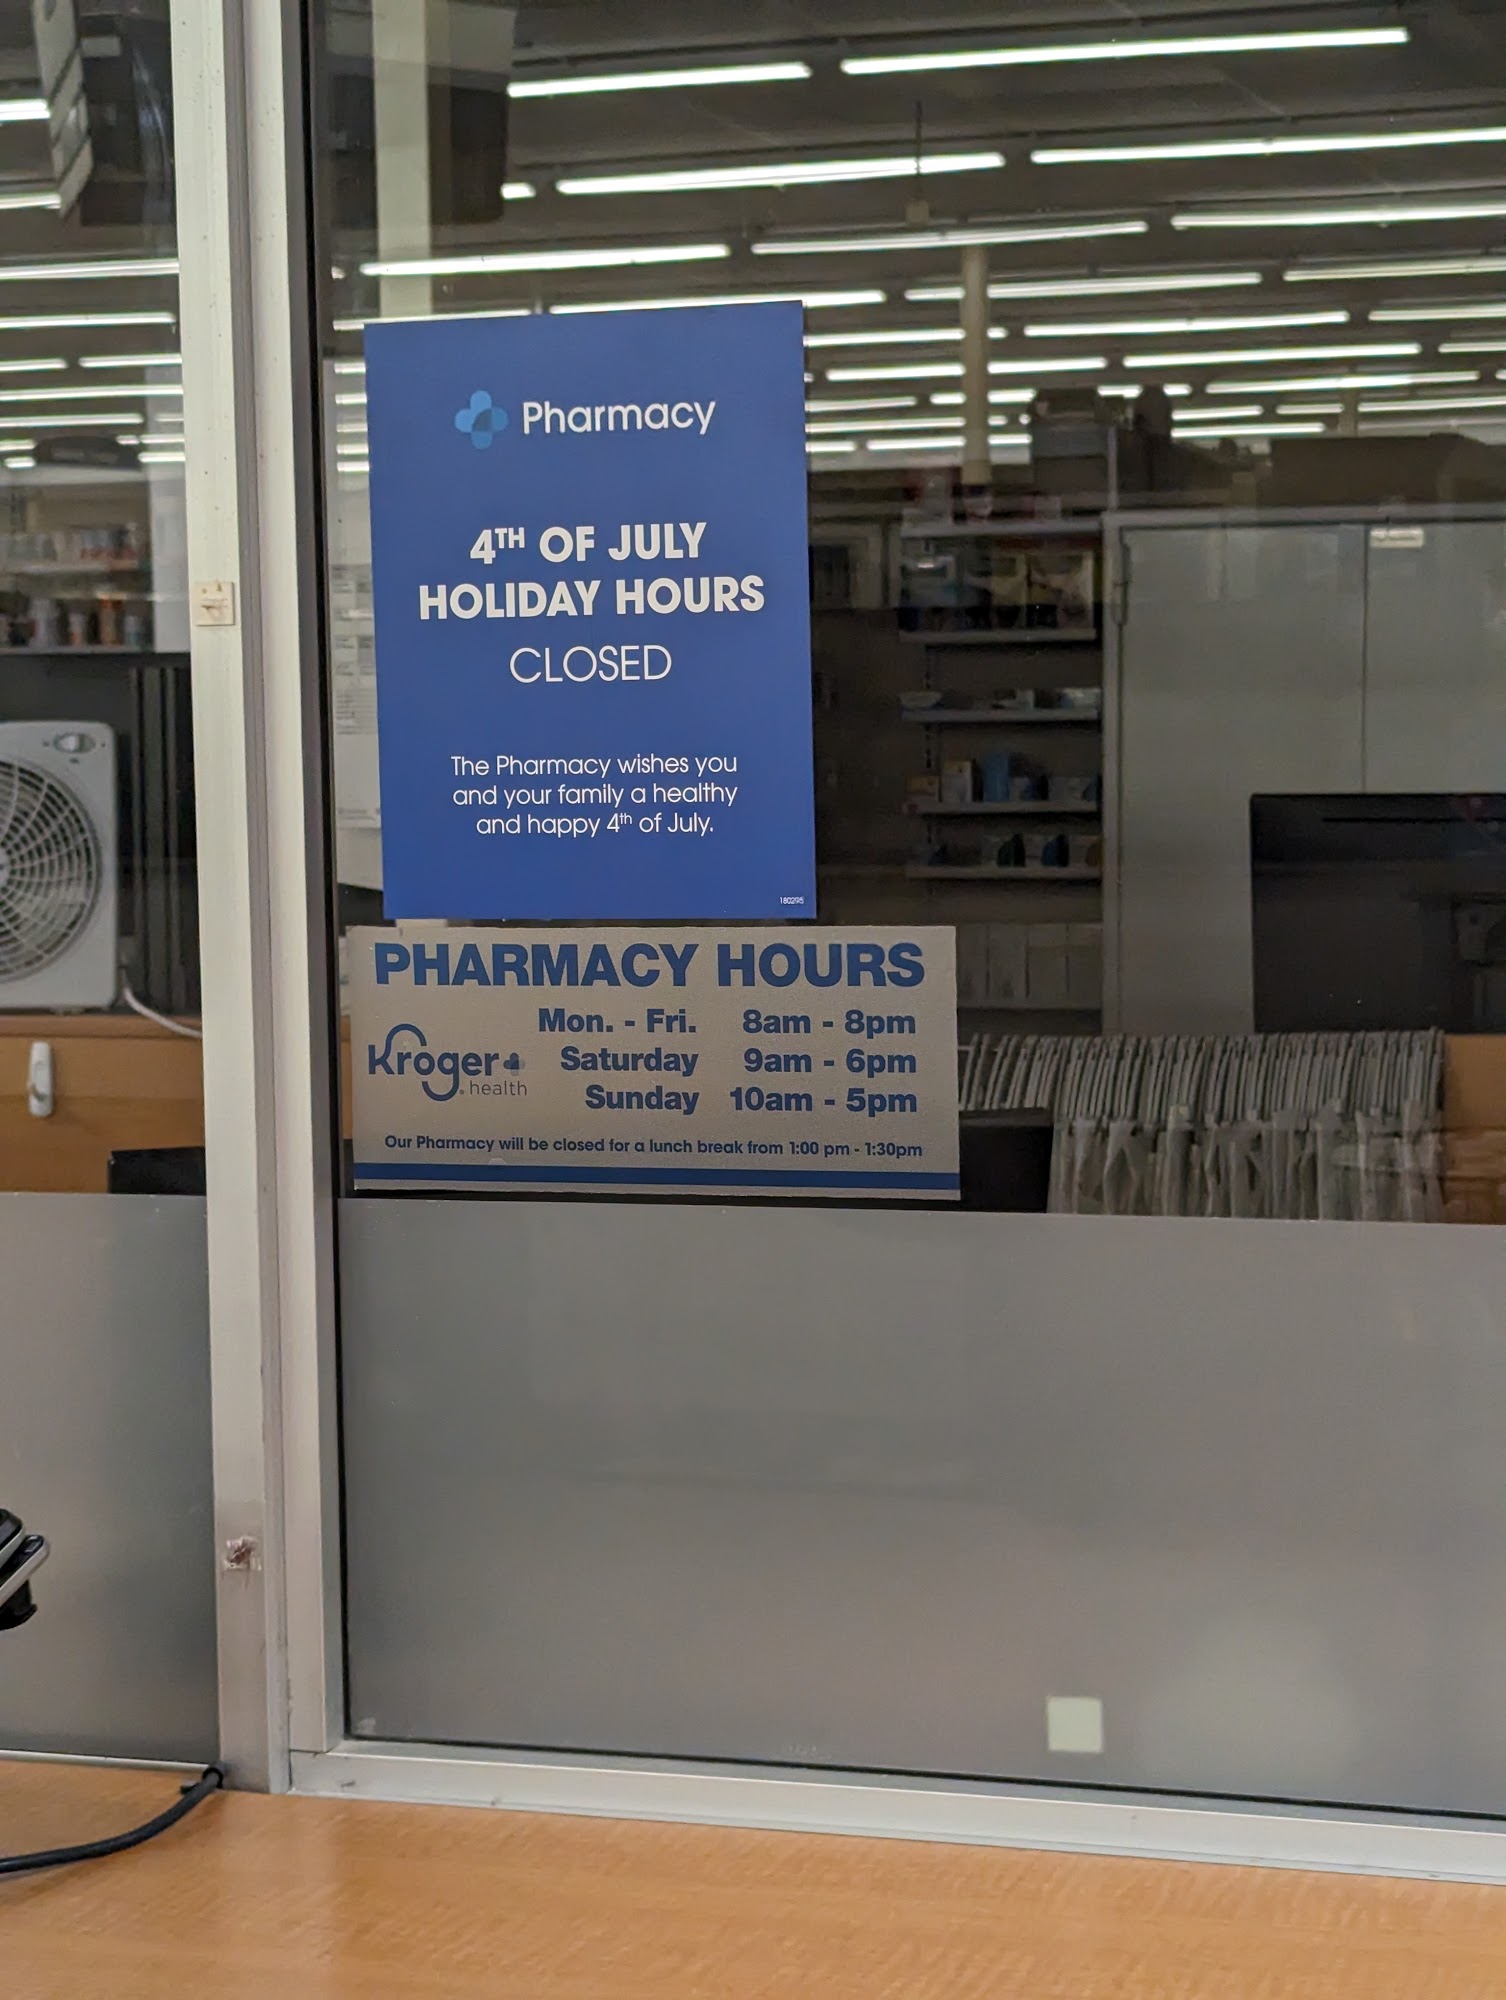 Pharmacy
4TH OF JULY
HOLIDAY HOURS
CLOSED
The Pharmacy wishes you
and your family a healthy
and happy 4th of July.
180295
PHARMACY HOURS
Mon. - Fri. 8am - 8pm
Kroger health
Saturday 9am - 6pm
Sunday 10am - 5pm
Our Pharmacy will be closed for a lunch break from 1:00 pm - 1:30pm